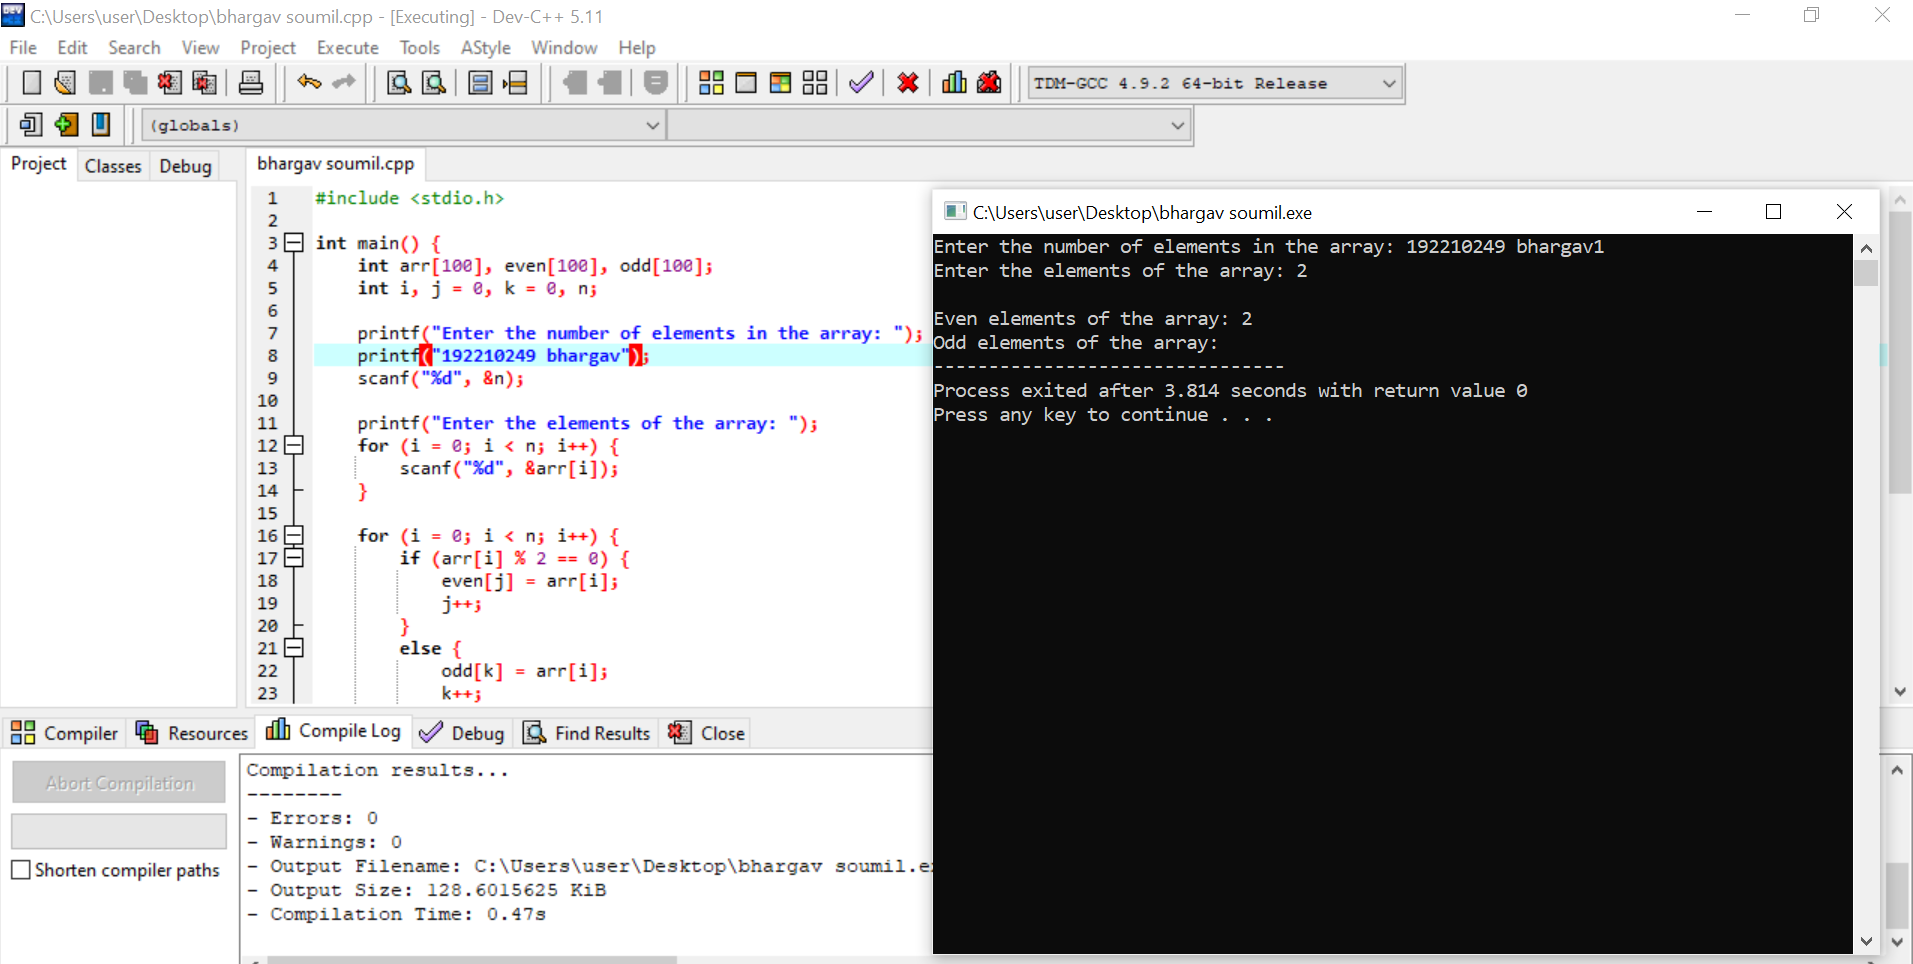 C:\Users\user\Desktop\bhargav soumil.cpp - [Executing] - Dev-C++ 5.11
File Edit Search View Project Execute Tools AStyle Window Help
TDM-GCC 4.9.2 64-bit Release
(globals)
Project Classes Debug
bhargav soumil.cpp
1 #include <stdio.h>
2
3 int main() {
4 int arr[100], even[100], odd[100];
5 int i, j = 0, k = 0, n;
6
7 printf("Enter the number of elements in the array: ");
8 printf("192210249 bhargav");
9 scanf("%d", &n);
10
11 printf("Enter the elements of the array: ");
12 for (i = 0; i < n; i++) {
13 scanf("%d", &arr[i]);
14 }
15
16 for (i = 0; i < n; i++) {
17 if (arr[i] % 2 == 0) {
18 even[j] = arr[i];
19 j++;
20 }
21 else {
22 odd[k] = arr[i];
23 k++;
C:\Users\user\Desktop\bhargav soumil.exe
Enter the number of elements in the array: 192210249 bhargav1
Enter the elements of the array: 2
Even elements of the array: 2
Odd elements of the array:
--------------------------------
Process exited after 3.814 seconds with return value 0
Press any key to continue . . .
Compiler Resources Compile Log Debug Find Results Close
Abort Compilation
Shorten compiler paths
Compilation results...
--------
- Errors: 0
- Warnings: 0
- Output Filename: C:\Users\user\Desktop\bhargav soumil.e
- Output Size: 128.6015625 KiB
- Compilation Time: 0.47s